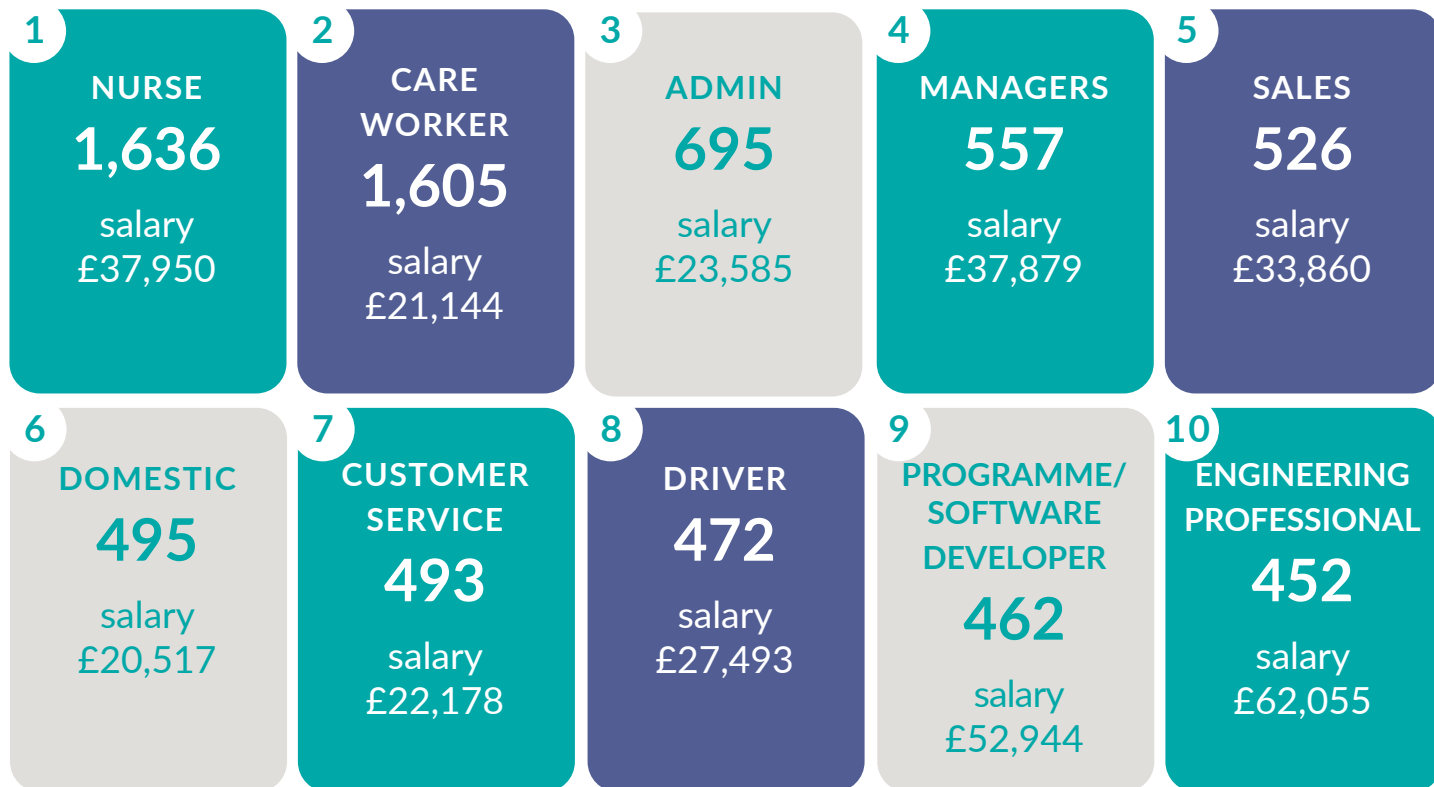 1
NURSE
1,636
salary
£37,950
2
CARE
WORKER
1,605
salary
£21,144
3
ADMIN
695
salary
£23,585
4
MANAGERS
557
salary
£37,879
5
SALES
526
salary
£33,860
6
DOMESTIC
495
salary
£20,517
7
CUSTOMER
SERVICE
493
salary
£22,178
8
DRIVER
472
salary
£27,493
9
PROGRAMME/
SOFTWARE
DEVELOPER
462
salary
£52,944
10
ENGINEERING
PROFESSIONAL
452
salary
£62,055